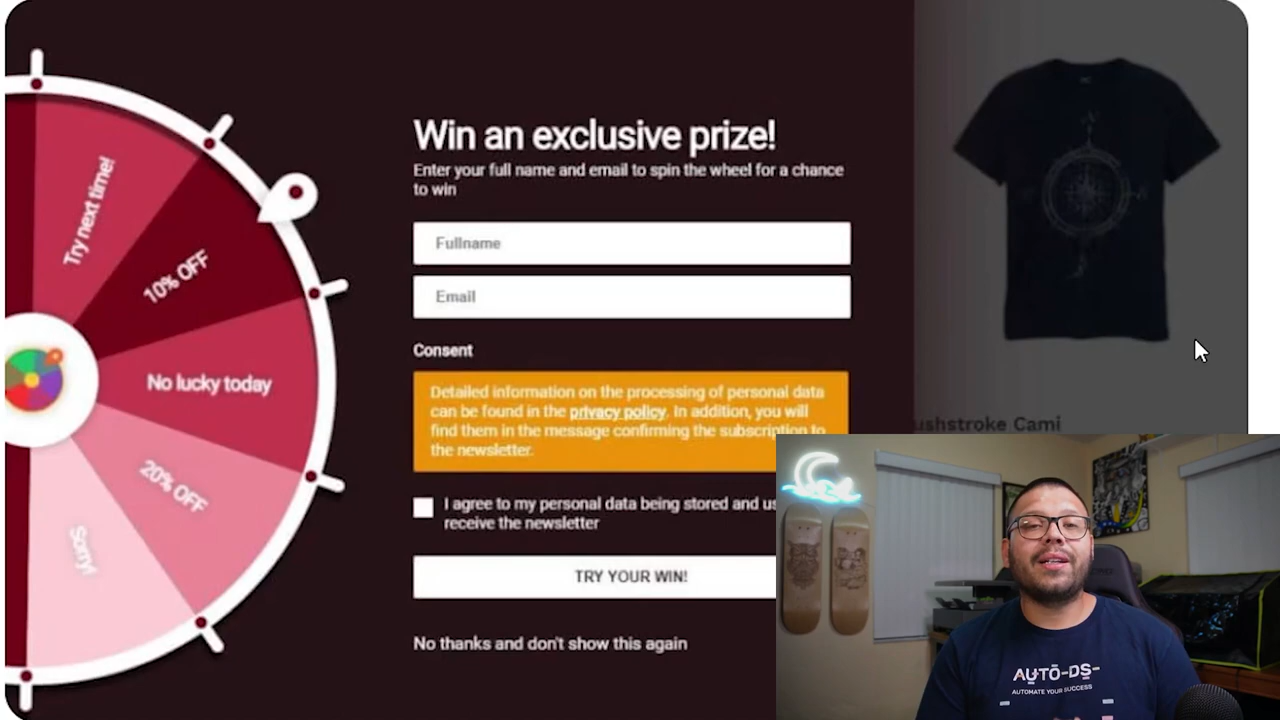 Win an exclusive prize!
Enter your full name and email to spin the wheel for a chance
to win
Fullname
Email
Consent
Detailed information on the processing of personal data
can be found in the privacy policy. In addition, you will
find them in the message confirming the subscription to
the newsletter.
I agree to my personal data being stored and
receive the newsletter
TRY YOUR WIN!
No thanks and don't show this again
Try next time!
10% OFF
No lucky today
20% OFF
Sorry!
ushstroke Cami
AUTO-DS-
AUTOMATE YOUR SUCCESS